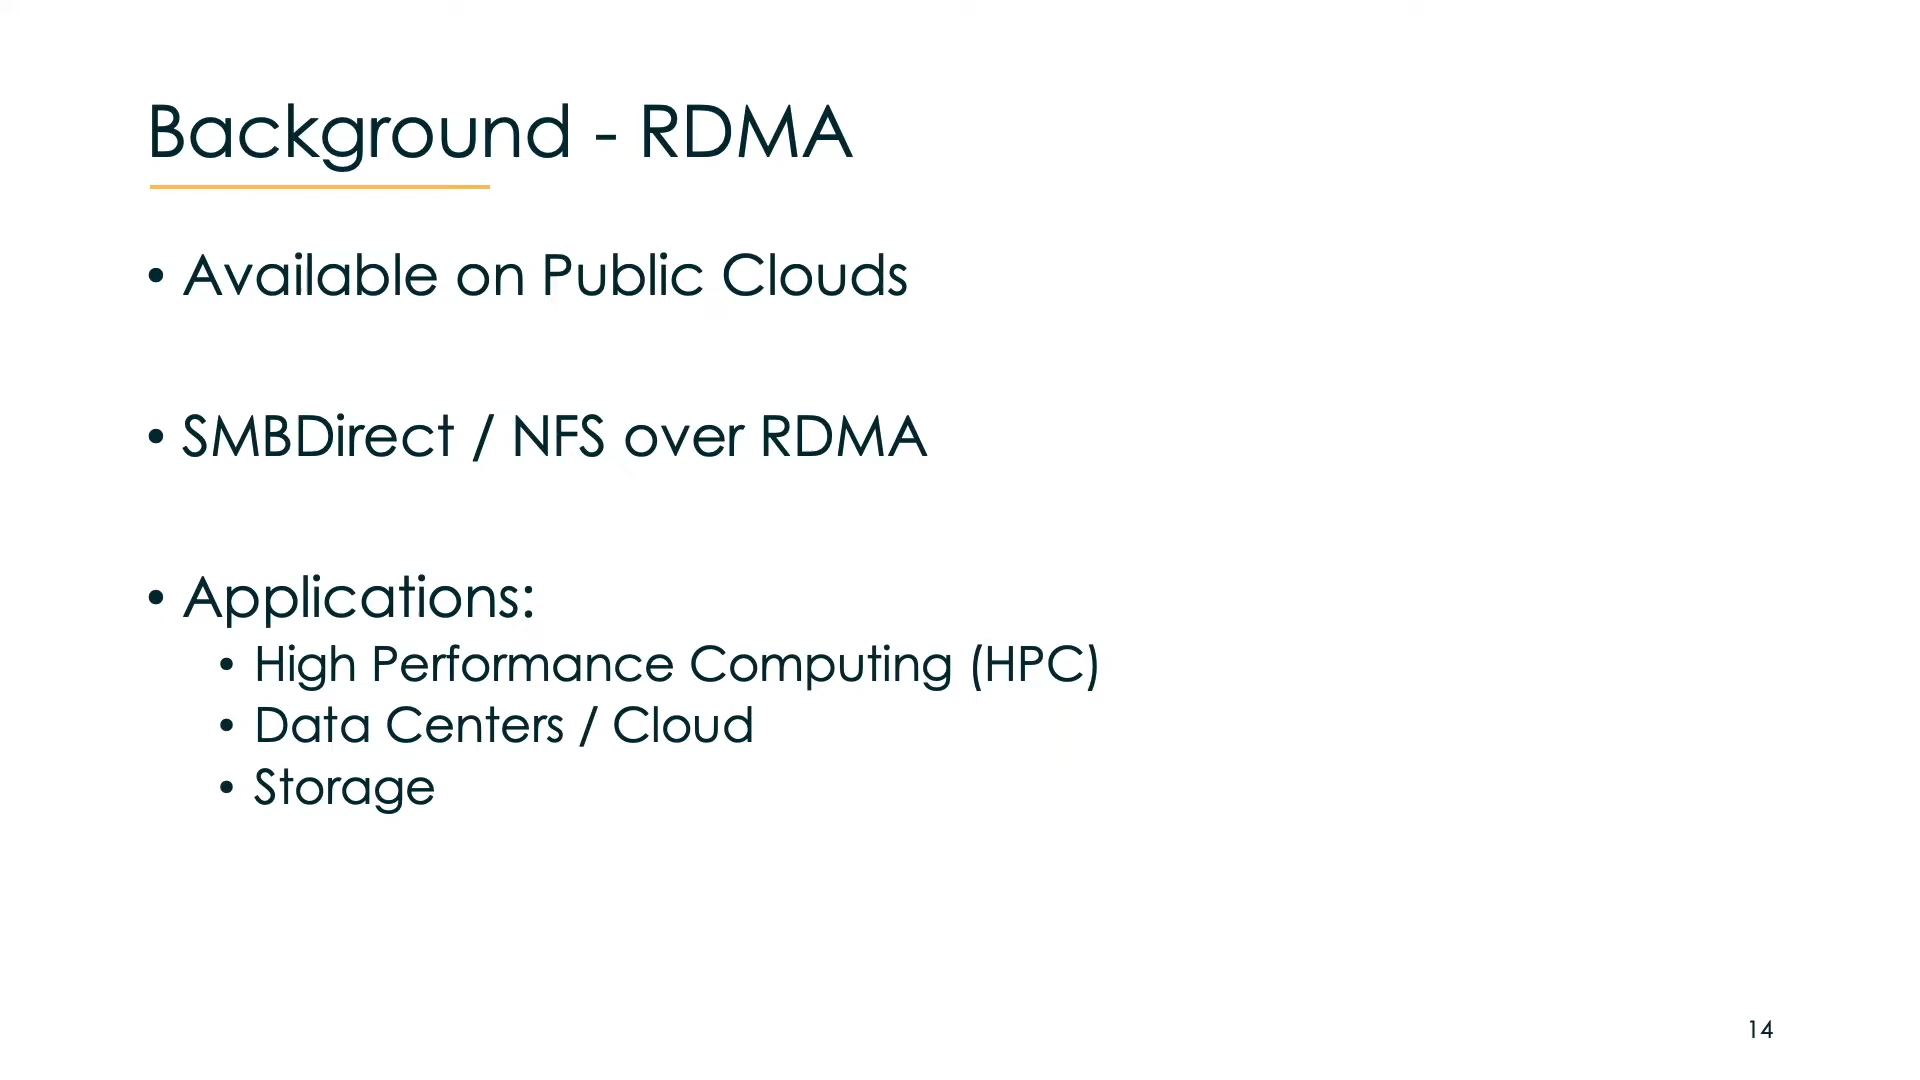 Background - RDMA
• Available on Public Clouds
• SMBDirect / NFS over RDMA
• Applications:
• High Performance Computing (HPC)
• Data Centers / Cloud
• Storage
14